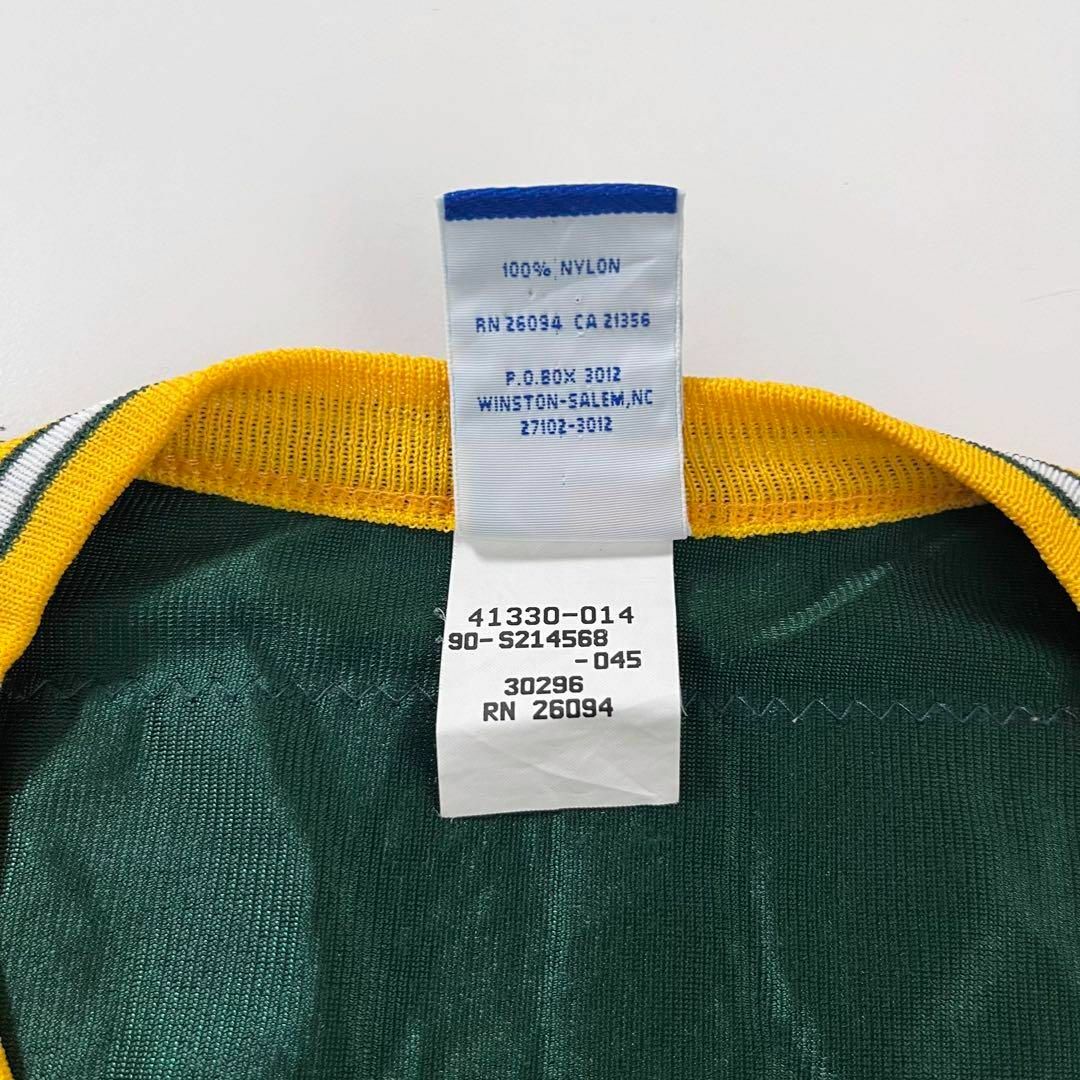 100% NYLON
RN 26094 CA 21356
P.O.BOX 3012
WINSTON-SALEM,NC
27102-3012
41330-014
90-S214568
-045
30296
RN 26094